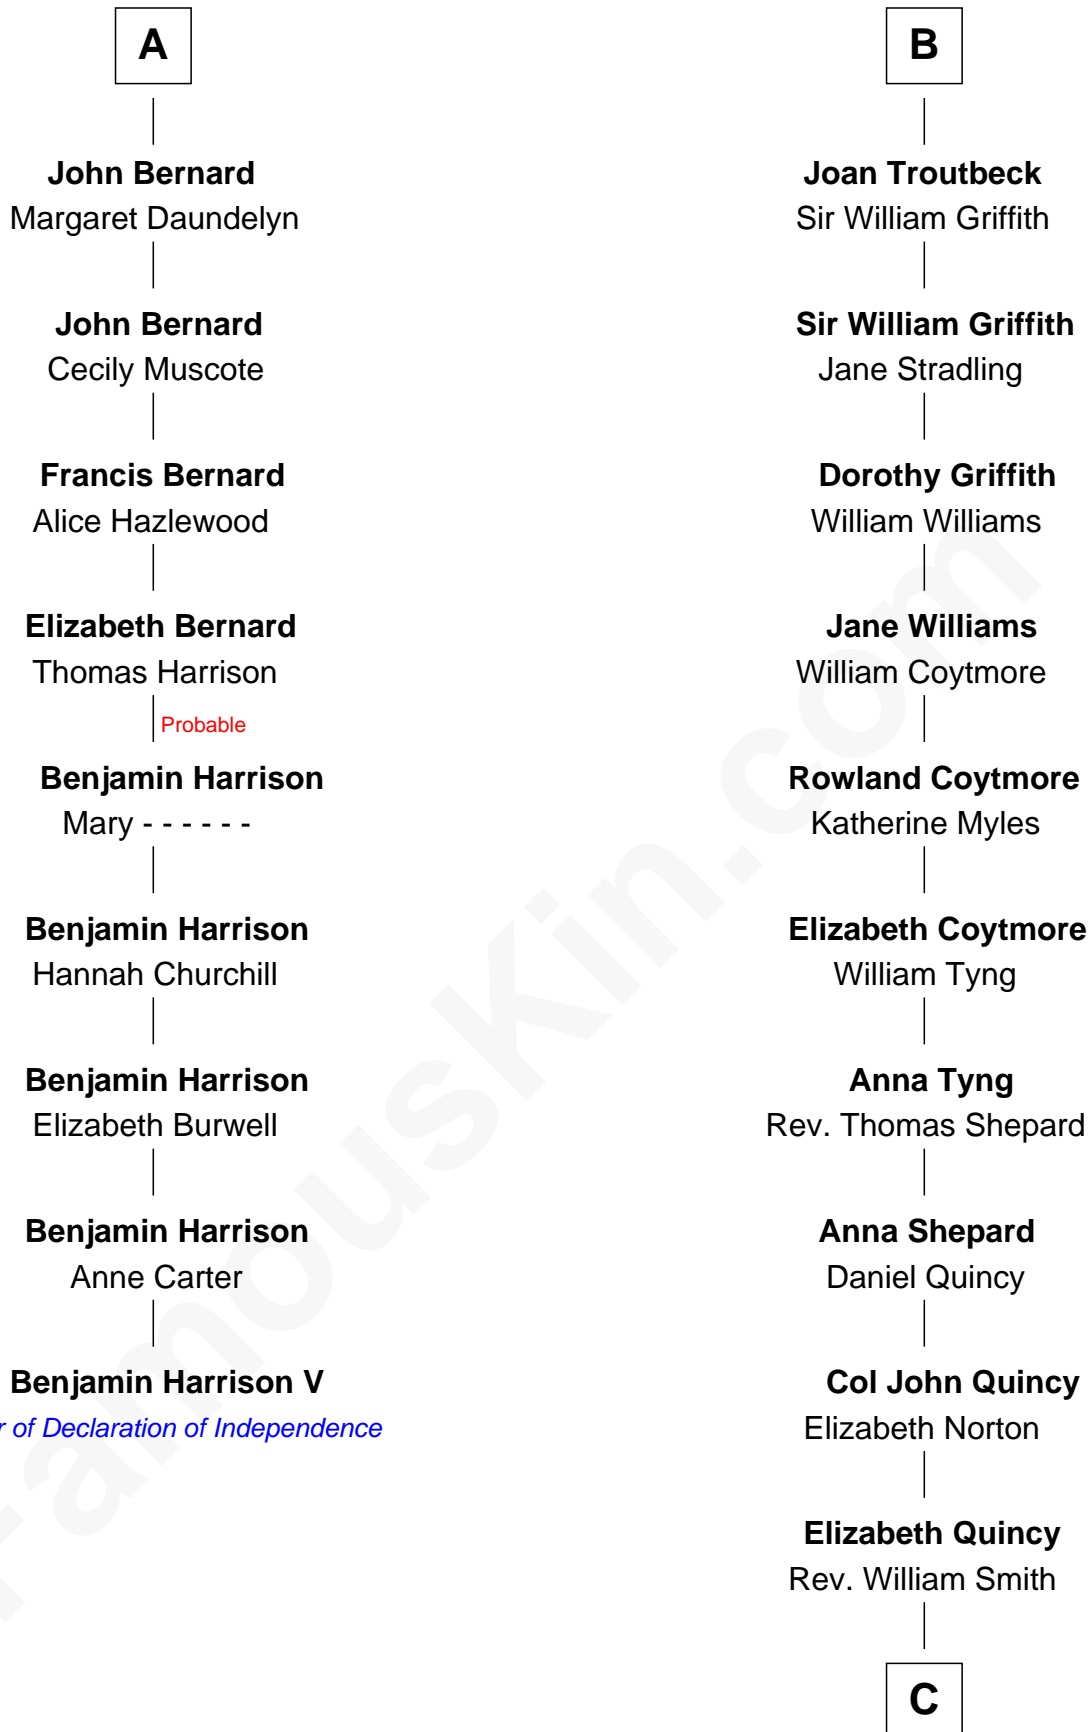 A
John Bernard
Margaret Daundelyn
John Bernard
Cecily Muscote
Francis Bernard
Alice Hazlewood
Elizabeth Bernard
Thomas Harrison
Probable
Benjamin Harrison
Mary - - - - - -
Benjamin Harrison
Hannah Churchill
Benjamin Harrison
Elizabeth Burwell
Benjamin Harrison
Anne Carter
Benjamin Harrison V
r of Declaration of Independence
B
Joan Troutbeck
Sir William Griffith
Sir William Griffith
Jane Stradling
Dorothy Griffith
William Williams
Jane Williams
William Coytmore
Rowland Coytmore
Katherine Myles
Elizabeth Coytmore
William Tyng
Anna Tyng
Rev. Thomas Shepard
Anna Shepard
Daniel Quincy
Col John Quincy
Elizabeth Norton
Elizabeth Quincy
Rev. William Smith
C
FamousKin.com